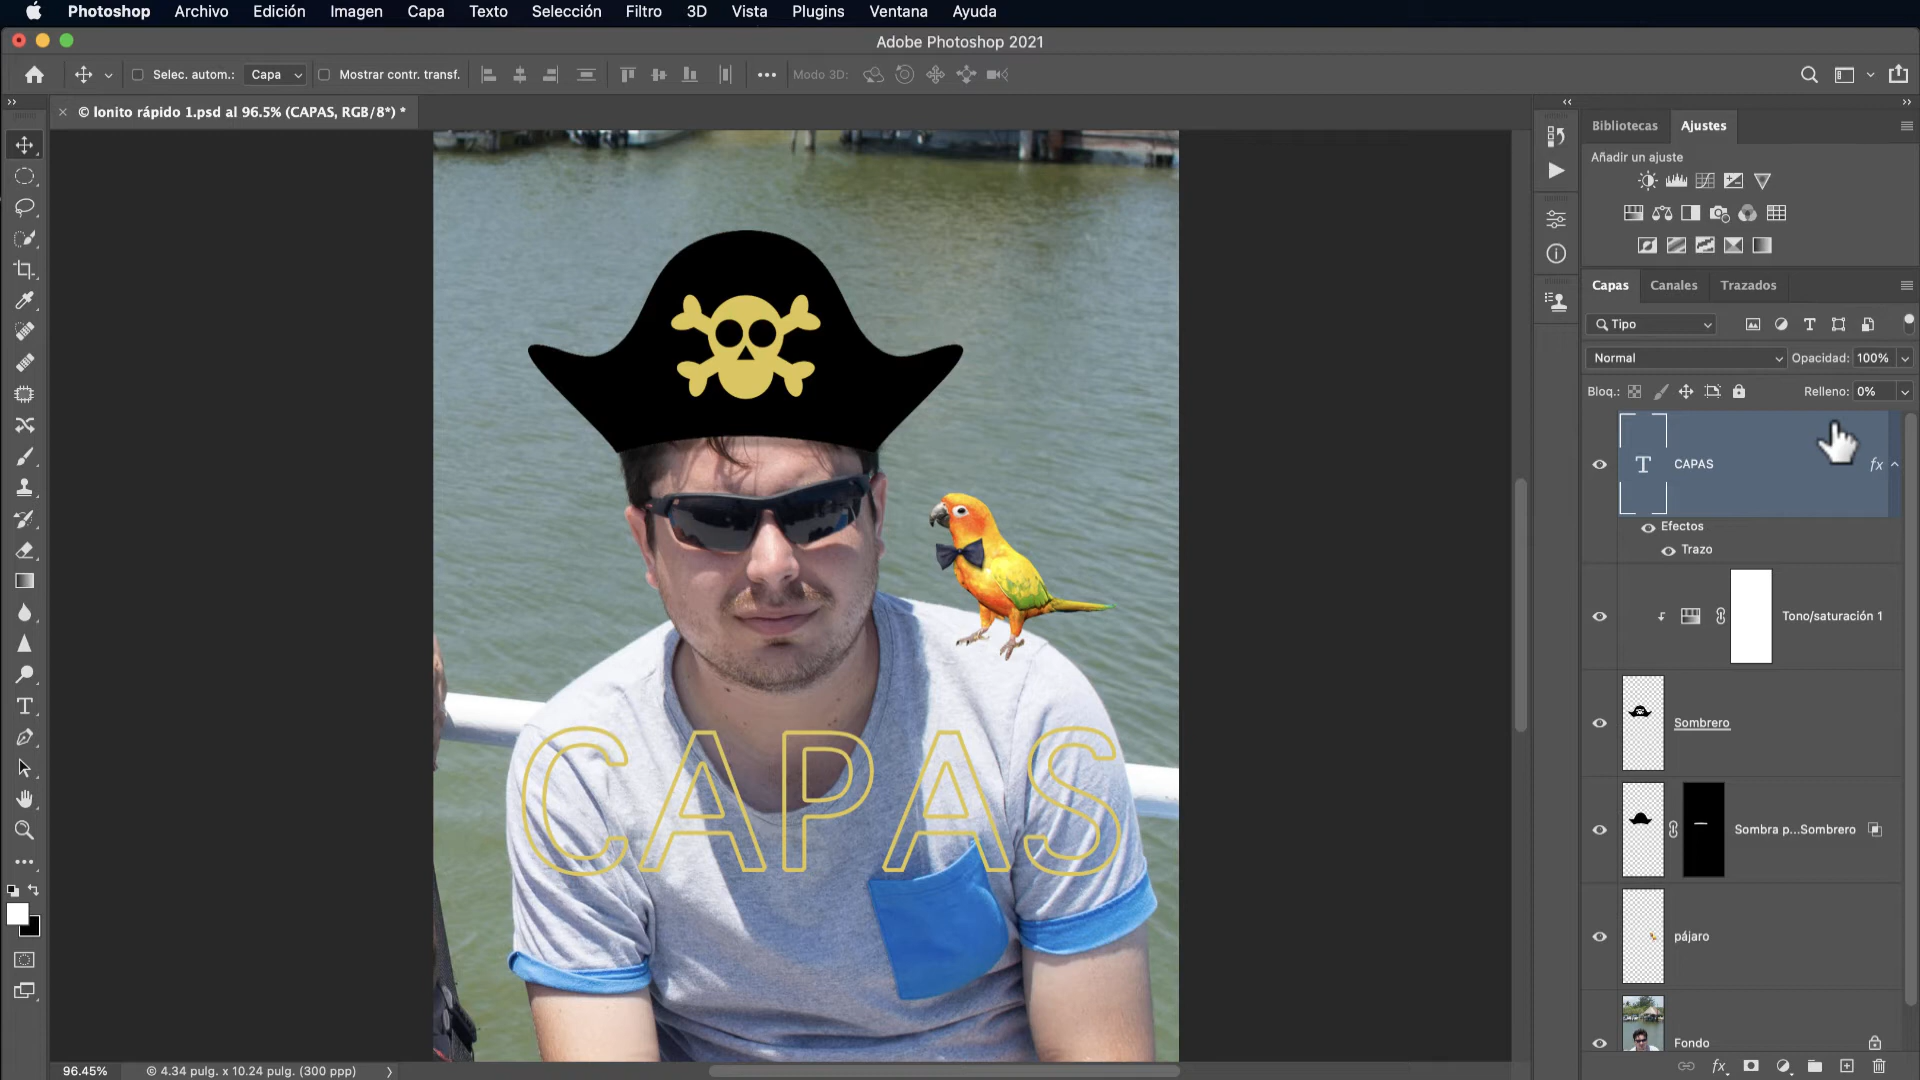 Photoshop Archivo Edición Imagen Capa Texto Selección Filtro 3D Vista Plugins Ventana Ayuda
Adobe Photoshop 2021
Selec. autom.: Capa Mostrar contr. transf. Modo 3D:
© lonito rápido 1.psd al 96.5% (CAPAS, RGB/8*) *
Bibliotecas Ajustes
Añadir un ajuste
Capas Canales Trazados
Tipo
Normal Opacidad: 100%
Bloq.: Relleno: 0%
T CAPAS fx
Efectos
Trazo
Tono/saturación 1
Sombrero
Sombra p...Sombrero
pájaro
Fondo
CAPAS
96.45% © 4.34 pulg. x 10.24 pulg. (300 ppp)
fx